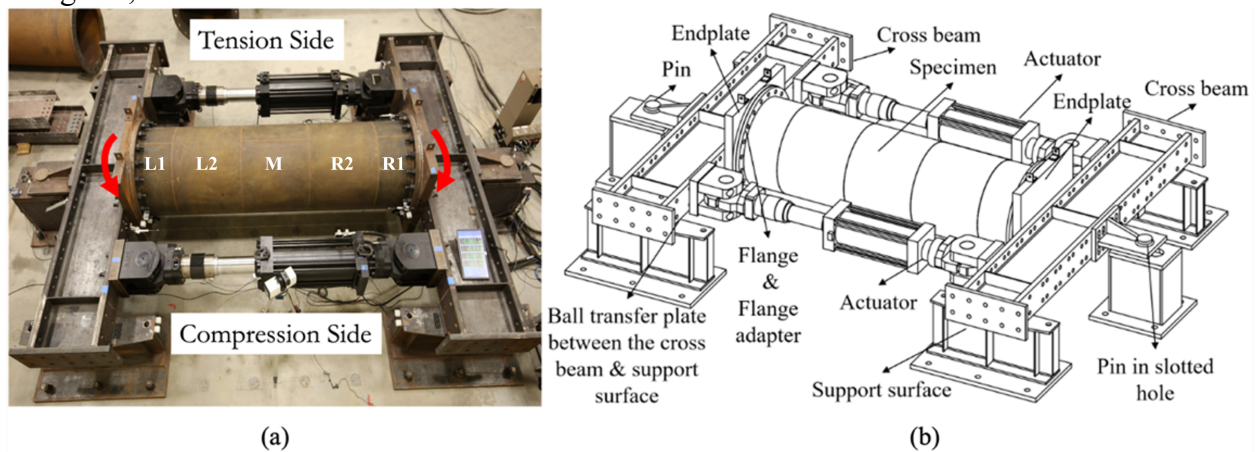 Tension Side
L1 L2 M R2 R1
Compression Side
(a)
Endplate
Pin
Cross beam
Specimen
Actuator
Endplate
Cross beam
Flange
&
Flange
adapter
Actuator
Ball transfer plate
between the cross
beam & support
surface
Support surface
Pin in slotted
hole
(b)